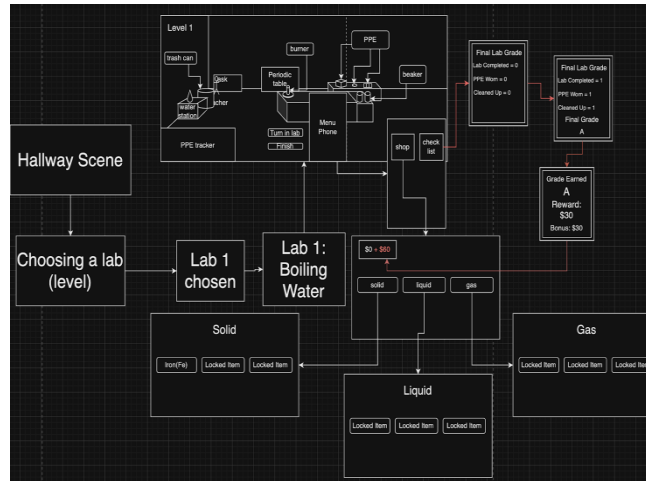 Level 1
trash can
water
station
Desk
cher
Periodic
table
burner
PPE
beaker
Turn in lab
Finish
Menu
Phone
PPE tracker
shop
check
list
Final Lab Grade
Lab Completed = 0
PPE Worn = 0
Cleaned Up = 0
Final Lab Grade
Lab Completed = 1
PPE Worn = 1
Cleaned Up = 1
Final Grade
A
Grade Earned
A
Reward:
$30
Bonus: $30
Hallway Scene
Choosing a lab
(level)
Lab 1
chosen
Lab 1:
Boiling
Water
$0 = $60
solid
liquid
gas
Solid
Iron(Fe)
Locked Item
Locked Item
Liquid
Locked Item
Locked Item
Locked Item
Gas
Locked Item
Locked Item
Locked Item